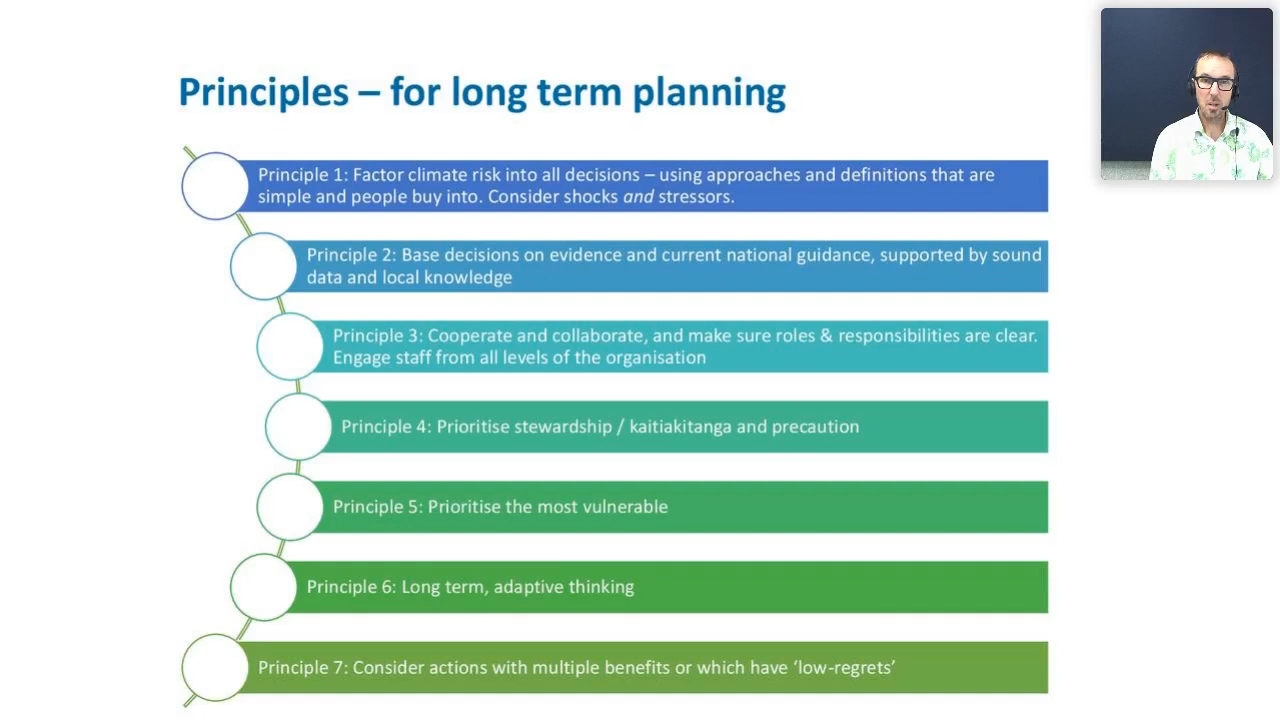 Principles – for long term planning
Principle 1: Factor climate risk into all decisions – using approaches and definitions that are
simple and people buy into. Consider shocks and stressors.
Principle 2: Base decisions on evidence and current national guidance, supported by sound
data and local knowledge
Principle 3: Cooperate and collaborate, and make sure roles & responsibilities are clear.
Engage staff from all levels of the organisation
Principle 4: Prioritise stewardship / kaitiakitanga and precaution
Principle 5: Prioritise the most vulnerable
Principle 6: Long term, adaptive thinking
Principle 7: Consider actions with multiple benefits or which have ‘low-regrets’